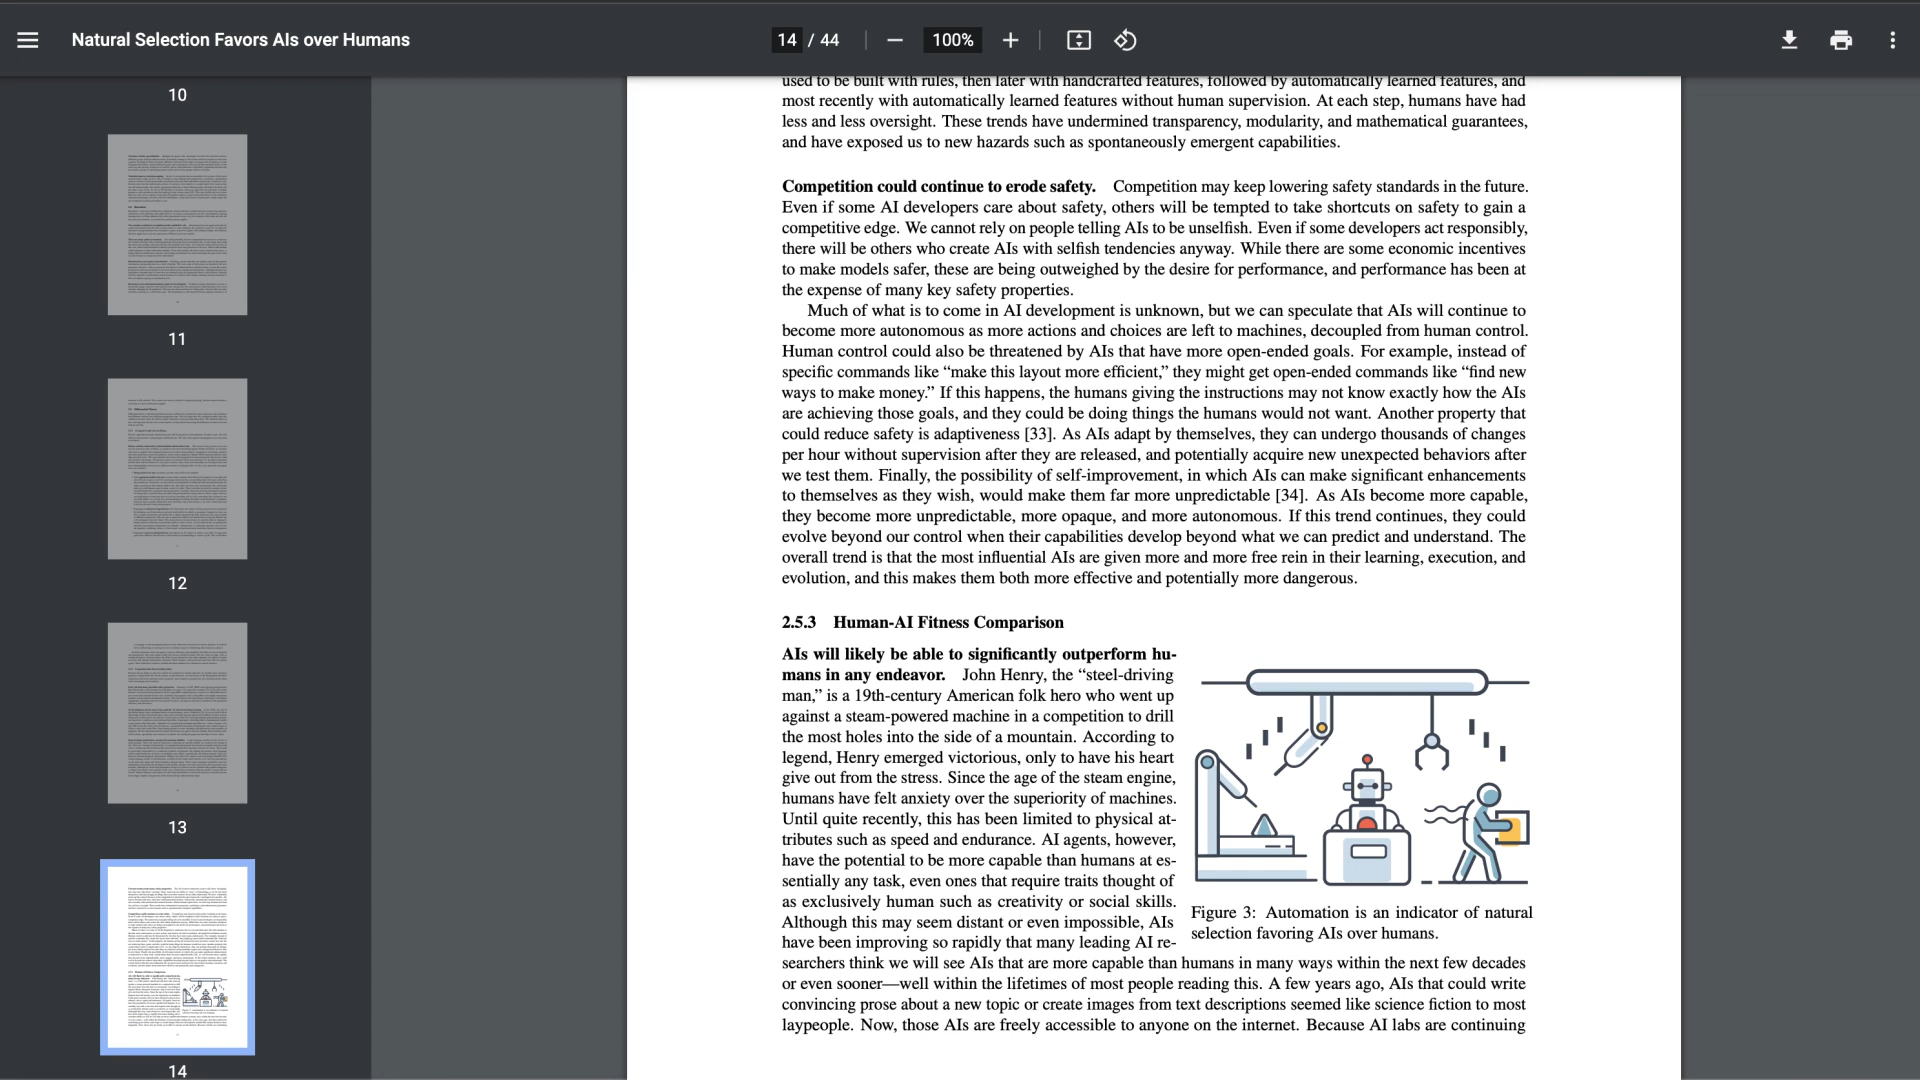 Natural Selection Favors AIs over Humans
14 / 44
100%
10
11
12
13
14
used to be built with rules, then later with handcrafted features, followed by automatically learned features, and
most recently with automatically learned features without human supervision. At each step, humans have had
less and less oversight. These trends have undermined transparency, modularity, and mathematical guarantees,
and have exposed us to new hazards such as spontaneously emergent capabilities.
Competition could continue to erode safety. Competition may keep lowering safety standards in the future.
Even if some AI developers care about safety, others will be tempted to take shortcuts on safety to gain a
competitive edge. We cannot rely on people telling AIs to be unselfish. Even if some developers act responsibly,
there will be others who create AIs with selfish tendencies anyway. While there are some economic incentives
to make models safer, these are being outweighed by the desire for performance, and performance has been at
the expense of many key safety properties.
Much of what is to come in AI development is unknown, but we can speculate that AIs will continue to
become more autonomous as more actions and choices are left to machines, decoupled from human control.
Human control could also be threatened by AIs that have more open-ended goals. For example, instead of
specific commands like “make this layout more efficient,” they might get open-ended commands like “find new
ways to make money.” If this happens, the humans giving the instructions may not know exactly how the AIs
are achieving those goals, and they could be doing things the humans would not want. Another property that
could reduce safety is adaptiveness [33]. As AIs adapt by themselves, they can undergo thousands of changes
per hour without supervision after they are released, and potentially acquire new unexpected behaviors after
we test them. Finally, the possibility of self-improvement, in which AIs can make significant enhancements
to themselves as they wish, would make them far more unpredictable [34]. As AIs become more capable,
they become more unpredictable, more opaque, and more autonomous. If this trend continues, they could
evolve beyond our control when their capabilities develop beyond what we can predict and understand. The
overall trend is that the most influential AIs are given more and more free rein in their learning, execution, and
evolution, and this makes them both more effective and potentially more dangerous.
2.5.3 Human-AI Fitness Comparison
AIs will likely be able to significantly outperform hu-
mans in any endeavor. John Henry, the “steel-driving
man,” is a 19th-century American folk hero who went up
against a steam-powered machine in a competition to drill
the most holes into the side of a mountain. According to
legend, Henry emerged victorious, only to have his heart
give out from the stress. Since the age of the steam engine,
humans have felt anxiety over the superiority of machines.
Until quite recently, this has been limited to physical at-
tributes such as speed and endurance. AI agents, however,
have the potential to be more capable than humans at es-
sentially any task, even ones that require traits thought of
as exclusively human such as creativity or social skills.
Although this may seem distant or even impossible, AIs
have been improving so rapidly that many leading AI re-
searchers think we will see AIs that are more capable than humans in many ways within the next few decades
or even sooner—well within the lifetimes of most people reading this. A few years ago, AIs that could write
convincing prose about a new topic or create images from text descriptions seemed like science fiction to most
laypeople. Now, those AIs are freely accessible to anyone on the internet. Because AI labs are continuing
Figure 3: Automation is an indicator of natural
selection favoring AIs over humans.